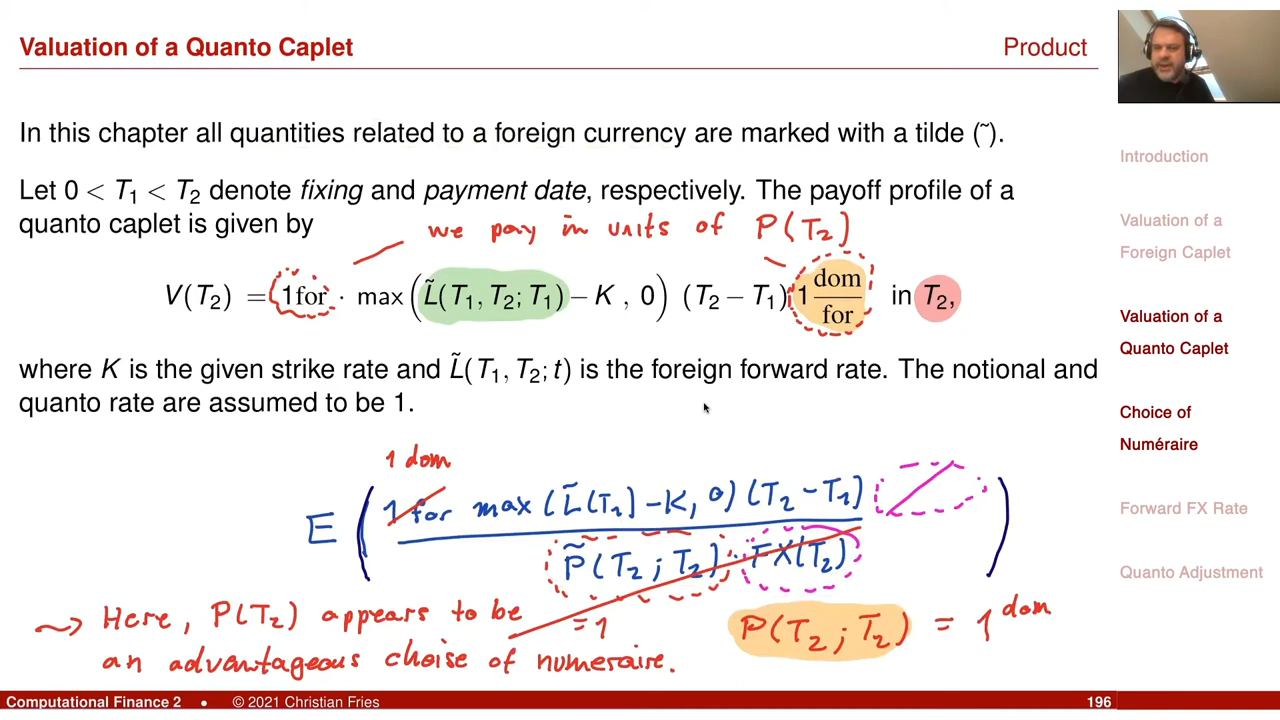 Valuation of a Quanto Caplet
Product
In this chapter all quantities related to a foreign currency are marked with a tilde (˜).
Let 0 < T₁ < T₂ denote fixing and payment date, respectively. The payoff profile of a
quanto caplet is given by
we pay in units of P(T₂)
V(T₂) = 1for · max(L̃(T₁, T₂; T₁) − K , 0) (T₂ − T₁) 1 dom/for in T₂,
where K is the given strike rate and L̃(T₁, T₂; t) is the foreign forward rate. The notional and
quanto rate are assumed to be 1.
1 dom
E ( 1 for max (L̃(T₁) − K, 0) (T₂ − T₁)
P̃(T₂; T₂) · FX(T₂) )
~> Here, P(T₂) appears to be
= 1
P(T₂; T₂) = 1 dom
an advantageous choise of numeraire.
Introduction
Valuation of a
Foreign Caplet
Valuation of a
Quanto Caplet
Choice of
Numéraire
Forward FX Rate
Quanto Adjustment
Computational Finance 2 • © 2021 Christian Fries
196